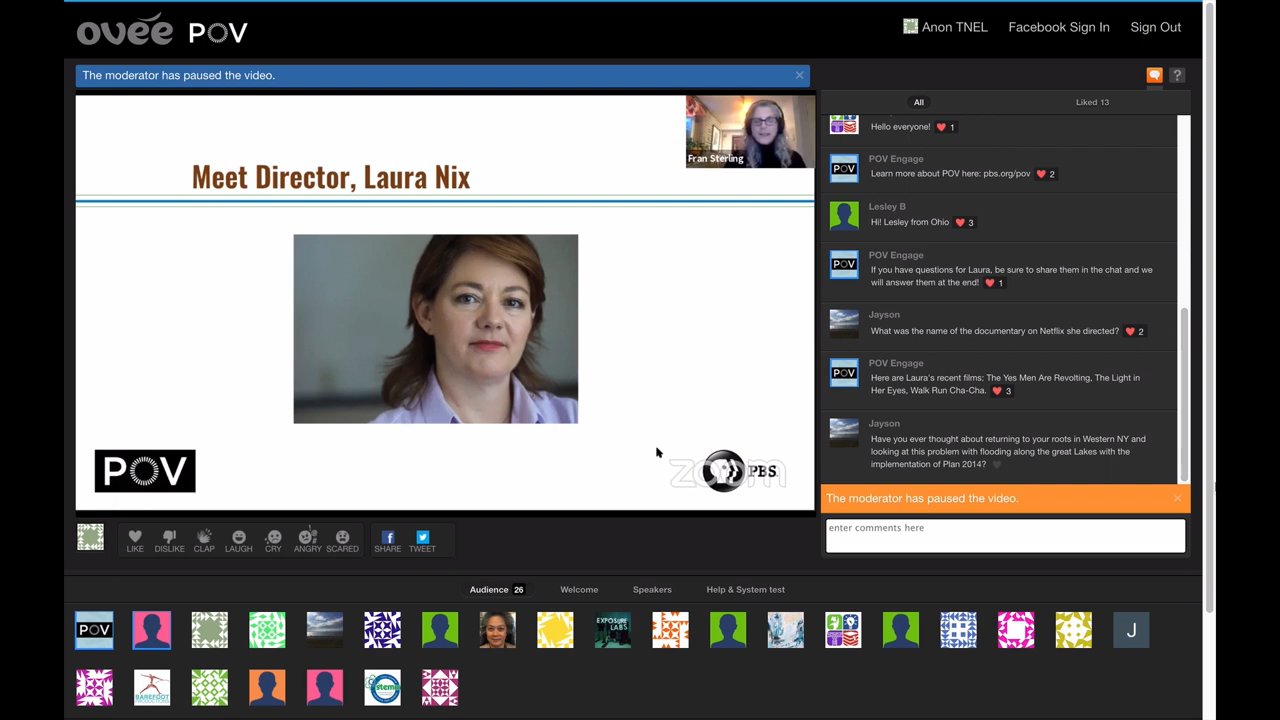 ovee POV
Anon TNEL
Facebook Sign In
Sign Out
The moderator has paused the video.
×
?
Fran Sterling
Meet Director, Laura Nix
POV
zoom
PBS
All
Liked 13
Hello everyone! ❤ 1
POV
POV Engage
Learn more about POV here: pbs.org/pov ❤ 2
Lesley B
Hi! Lesley from Ohio ❤ 3
POV
POV Engage
If you have questions for Laura, be sure to share them in the chat and we
will answer them at the end! ❤ 1
Jayson
What was the name of the documentary on Netflix she directed? ❤ 2
POV
POV Engage
Here are Laura's recent films: The Yes Men Are Revolting, The Light in
Her Eyes, Walk Run Cha-Cha. ❤ 3
Jayson
Have you ever thought about returning to your roots in Western NY and
looking at this problem with flooding along the great Lakes with the
implementation of Plan 2014?
The moderator has paused the video.
×
enter comments here
LIKE
DISLIKE
CLAP
LAUGH
CRY
ANGRY
SCARED
SHARE
TWEET
Audience 26
Welcome
Speakers
Help & System test
POV
EXPOSURE
LABS
J
BAREFOOT
PRODUCTIONS
stem